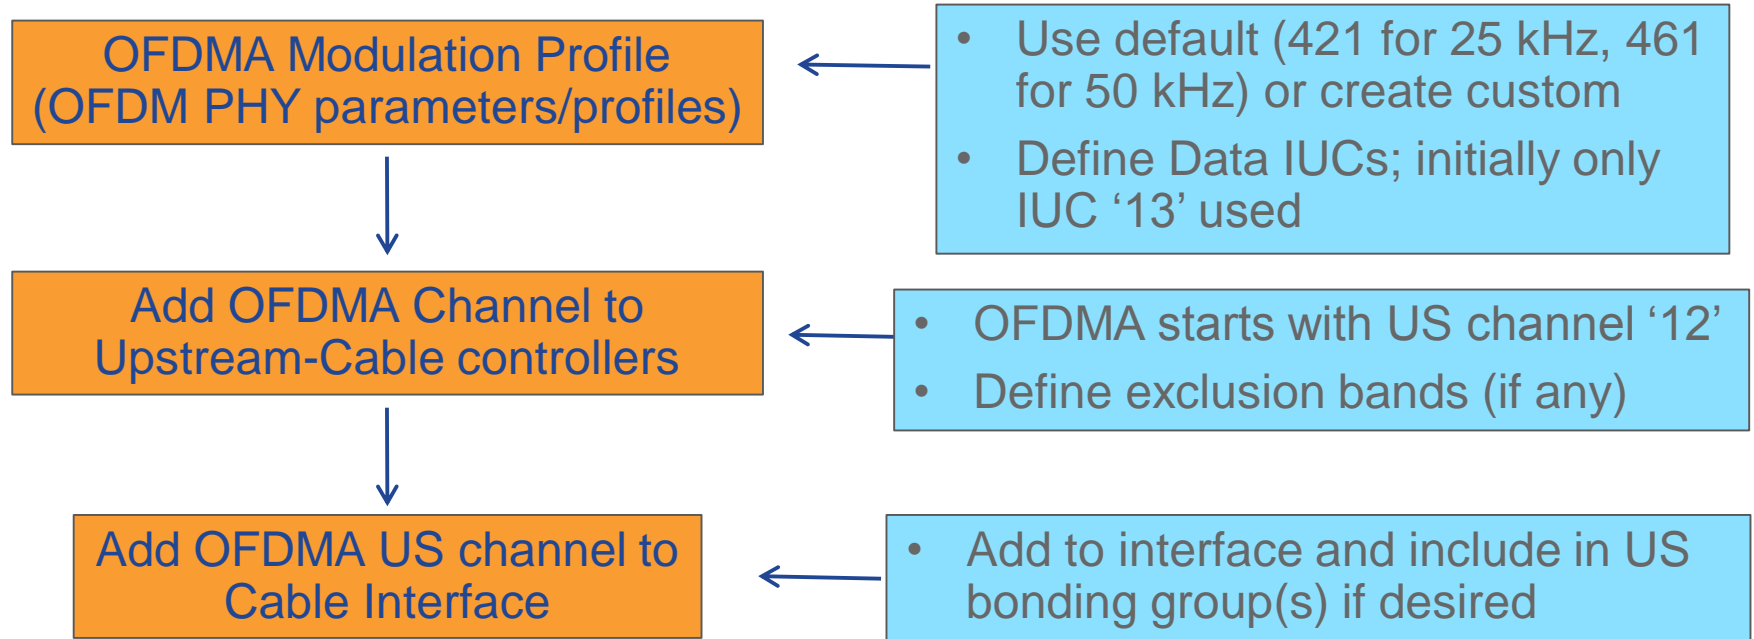 OFDMA Modulation Profile
(OFDM PHY parameters/profiles)
• Use default (421 for 25 kHz, 461
for 50 kHz) or create custom
• Define Data IUCs; initially only
IUC ‘13’ used
Add OFDMA Channel to
Upstream-Cable controllers
• OFDMA starts with US channel ‘12’
• Define exclusion bands (if any)
Add OFDMA US channel to
Cable Interface
• Add to interface and include in US
bonding group(s) if desired